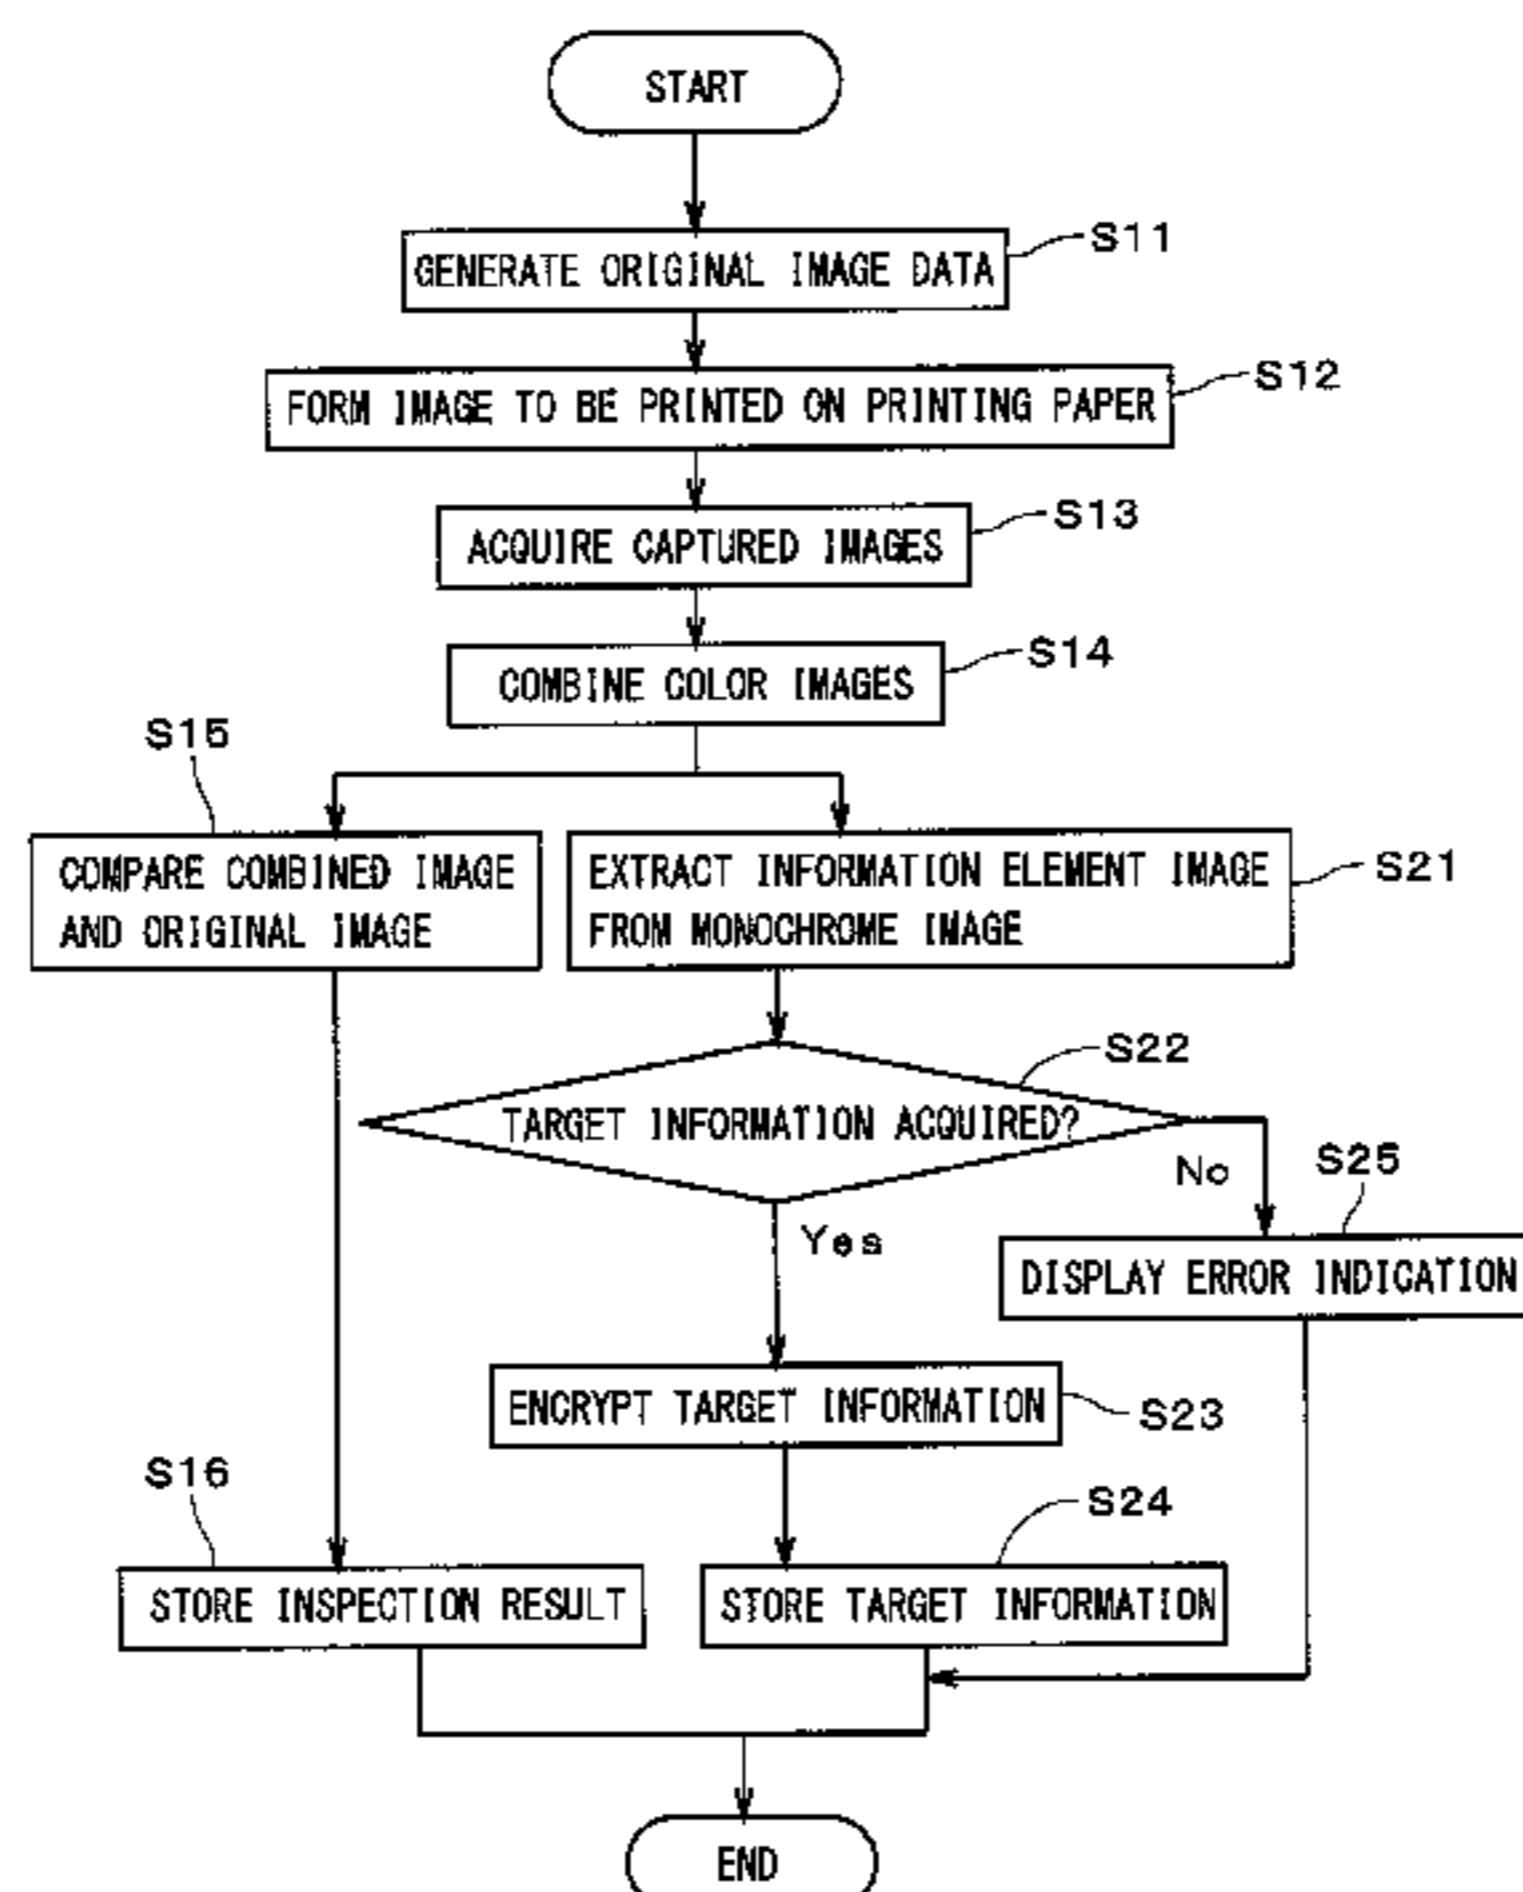 START
S11
GENERATE ORIGINAL IMAGE DATA
S12
FORM IMAGE TO BE PRINTED ON PRINTING PAPER
S13
ACQUIRE CAPTURED IMAGES
S14
COMBINE COLOR IMAGES
S15
COMPARE COMBINED IMAGE
AND ORIGINAL IMAGE
S21
EXTRACT INFORMATION ELEMENT IMAGE
FROM MONOCHROME IMAGE
S22
TARGET INFORMATION ACQUIRED?
No
S25
Yes
DISPLAY ERROR INDICATION
ENCRYPT TARGET INFORMATION
S23
S16
S24
STORE INSPECTION RESULT
STORE TARGET INFORMATION
END